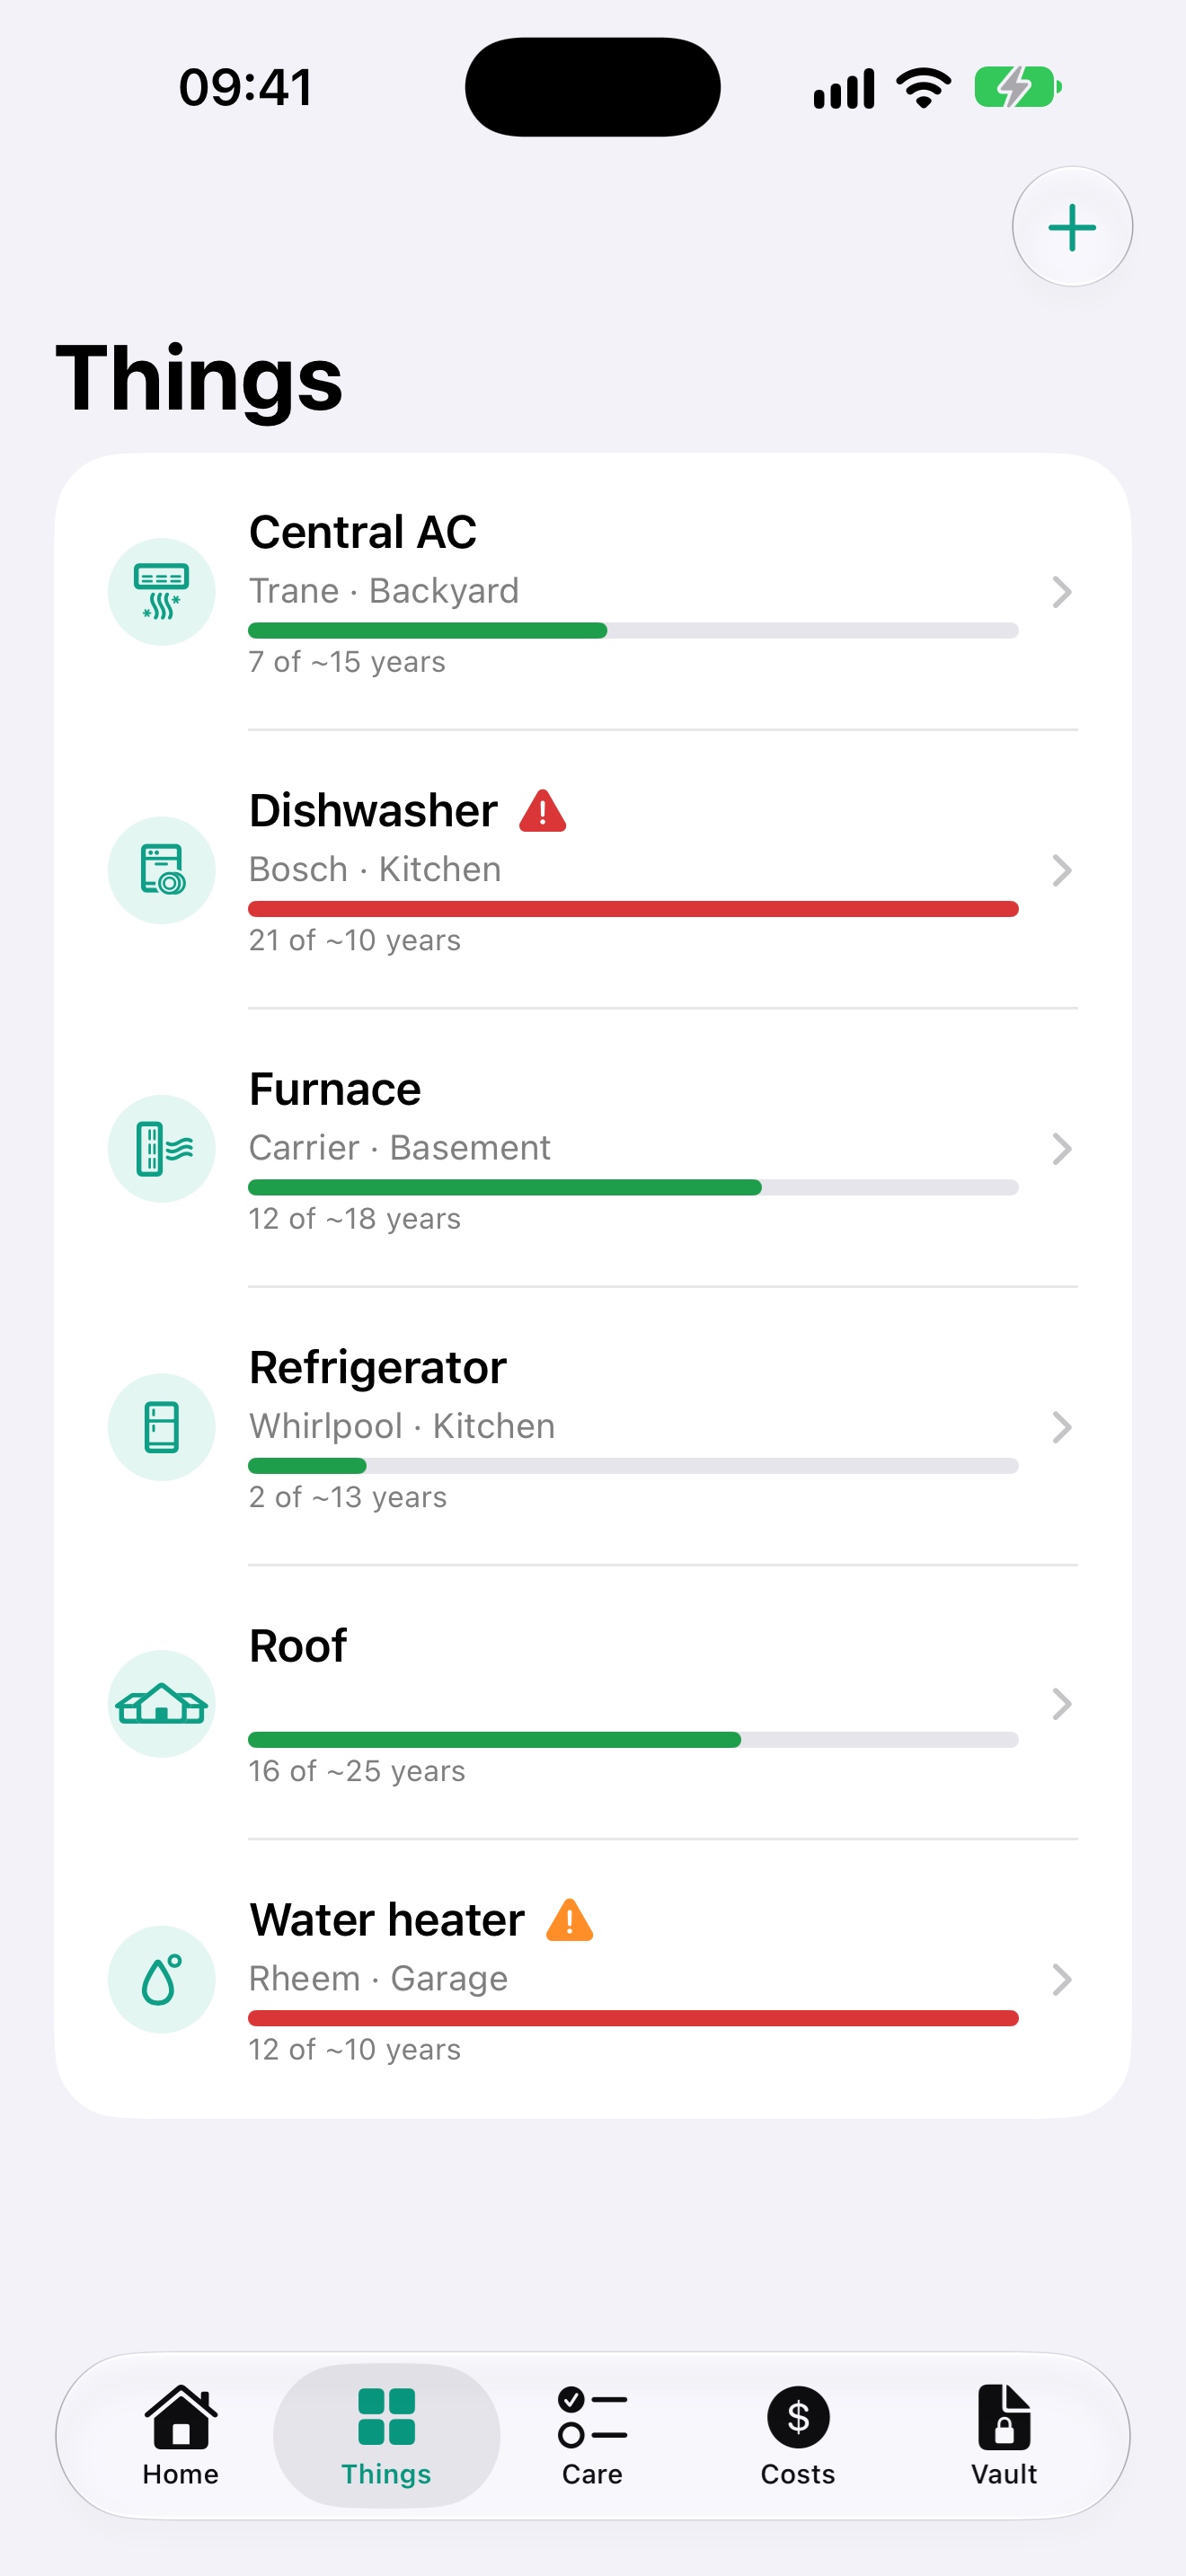 09:41
Things
Central AC
Trane · Backyard
7 of ~15 years
Dishwasher
Bosch · Kitchen
21 of ~10 years
Furnace
Carrier · Basement
12 of ~18 years
Refrigerator
Whirlpool · Kitchen
2 of ~13 years
Roof
16 of ~25 years
Water heater
Rheem · Garage
12 of ~10 years
Home Things Care Costs Vault